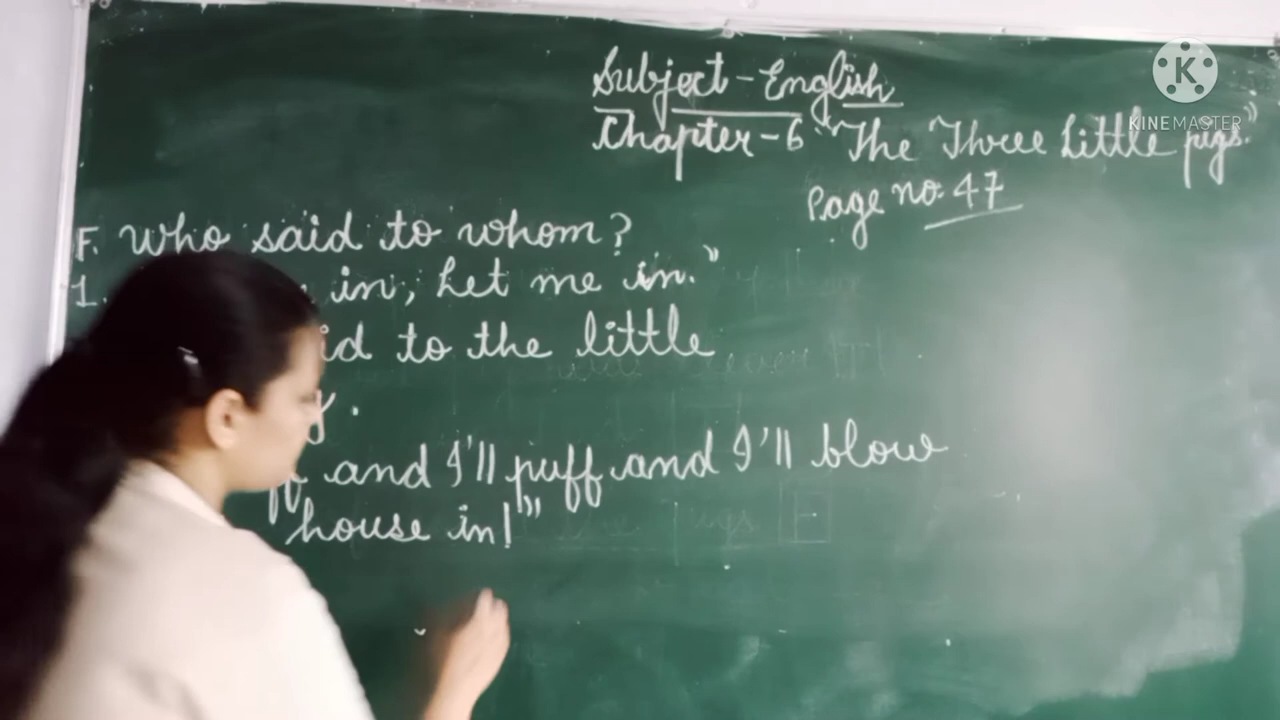 Subject - English
Chapter - 6 "The Three Little pigs."
Page no. 47
F. Who said to whom?
1. in, Let me in."
to the little
and I'll puff and I'll blow
house in!"
KINEMASTER